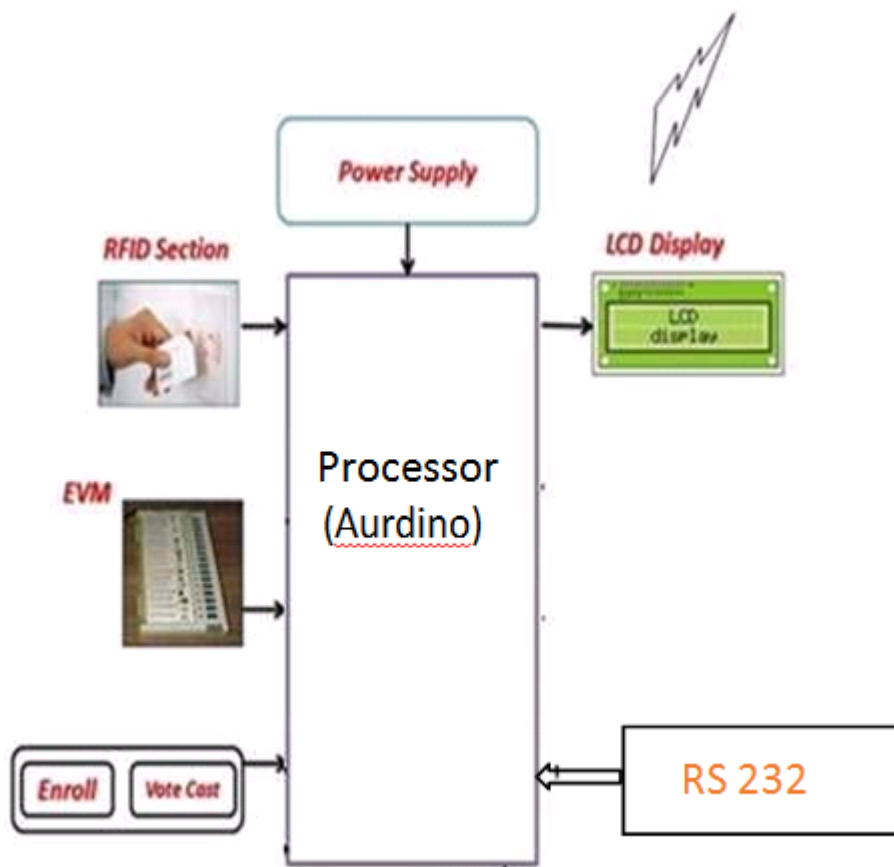 Power Supply
RFID Section
LCD Display
LCD
display
Processor
(Aurdino)
EVM
Enroll
Vote Cast
RS 232